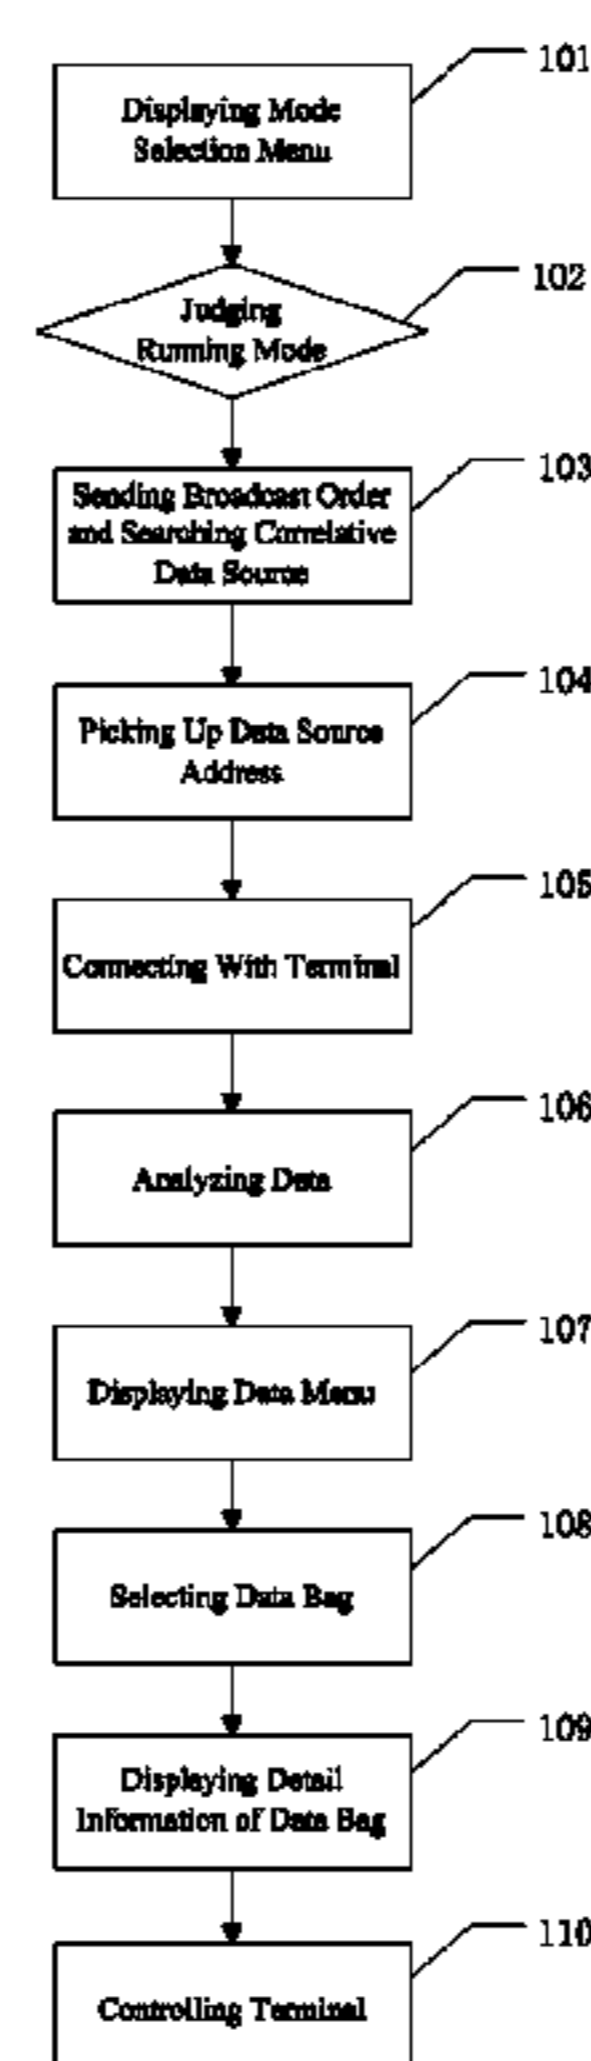 101
Displaying Mode
Selection Menu
102
Judging
Running Mode
103
Sending Broadcast Order
and Searching Correlative
Data Source
104
Picking Up Data Source
Address
105
Connecting With Terminal
106
Analyzing Data
107
Displaying Data Menu
108
Selecting Data Bag
109
Displaying Detail
Information of Data Bag
110
Controlling Terminal